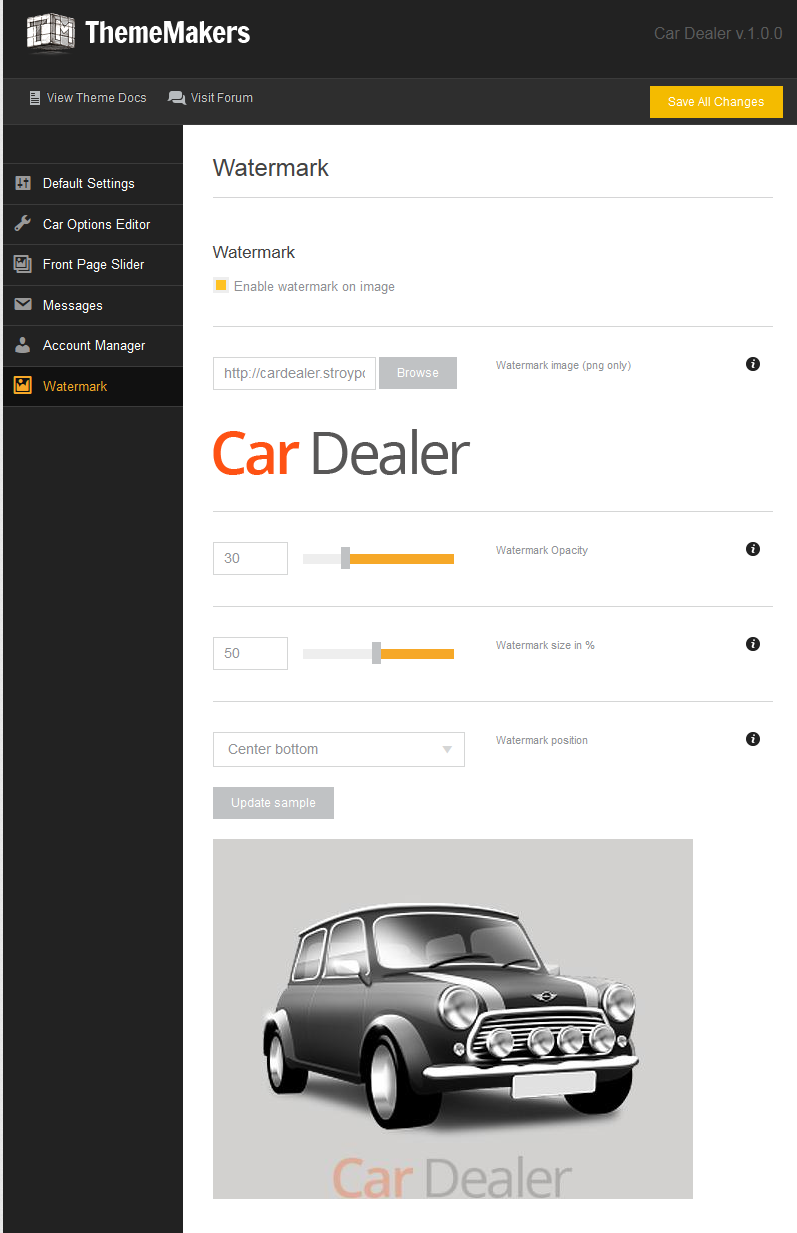 TM ThemeMakers
Car Dealer v.1.0.0
View Theme Docs
Visit Forum
Save All Changes
Default Settings
Car Options Editor
Front Page Slider
Messages
Account Manager
Watermark
Watermark
Watermark
Enable watermark on image
http://cardealer.stroypo
Browse
Watermark image (png only)
Car Dealer
30
Watermark Opacity
50
Watermark size in %
Center bottom
Watermark position
Update sample
Car Dealer